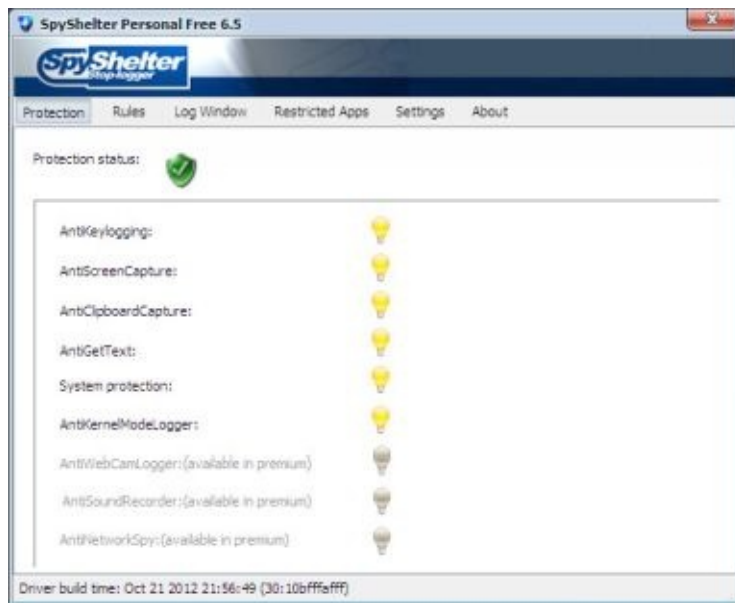 SpyShelter Personal Free 6.5
SpyShelter
Stop-logger
Protection Rules Log Window Restricted Apps Settings About
Protection status:
AntiKeylogging:
AntiScreenCapture:
AntiClipboardCapture:
AntiGetText:
System protection:
AntiKernelModeLogger:
AntiWebCamLogger:(available in premium)
AntiSoundRecorder:(available in premium)
AntiNetworkSpy:(available in premium)
Driver build time: Oct 21 2012 21:56:49 (30:10bfffafff)